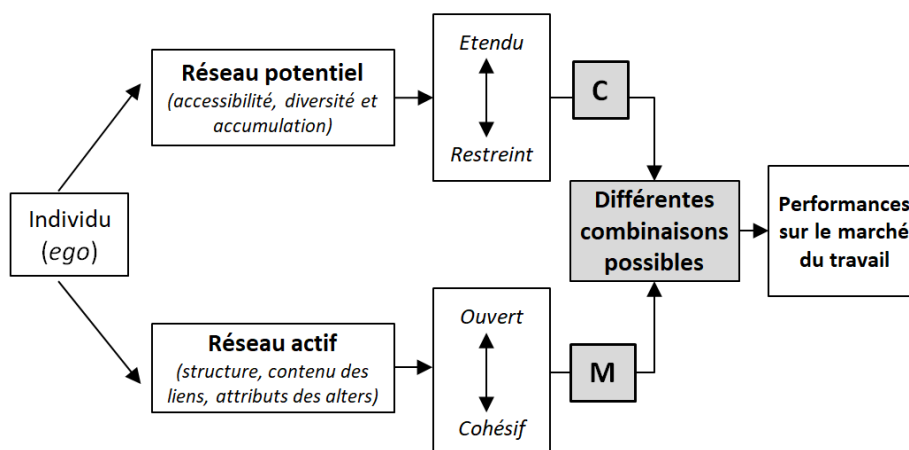 Individu
(ego)
Réseau potentiel
(accessibilité, diversité et
accumulation)
Etendu
Restreint
C
Réseau actif
(structure, contenu des
liens, attributs des alters)
Ouvert
Cohésif
M
Différentes
combinaisons
possibles
Performances
sur le marché
du travail